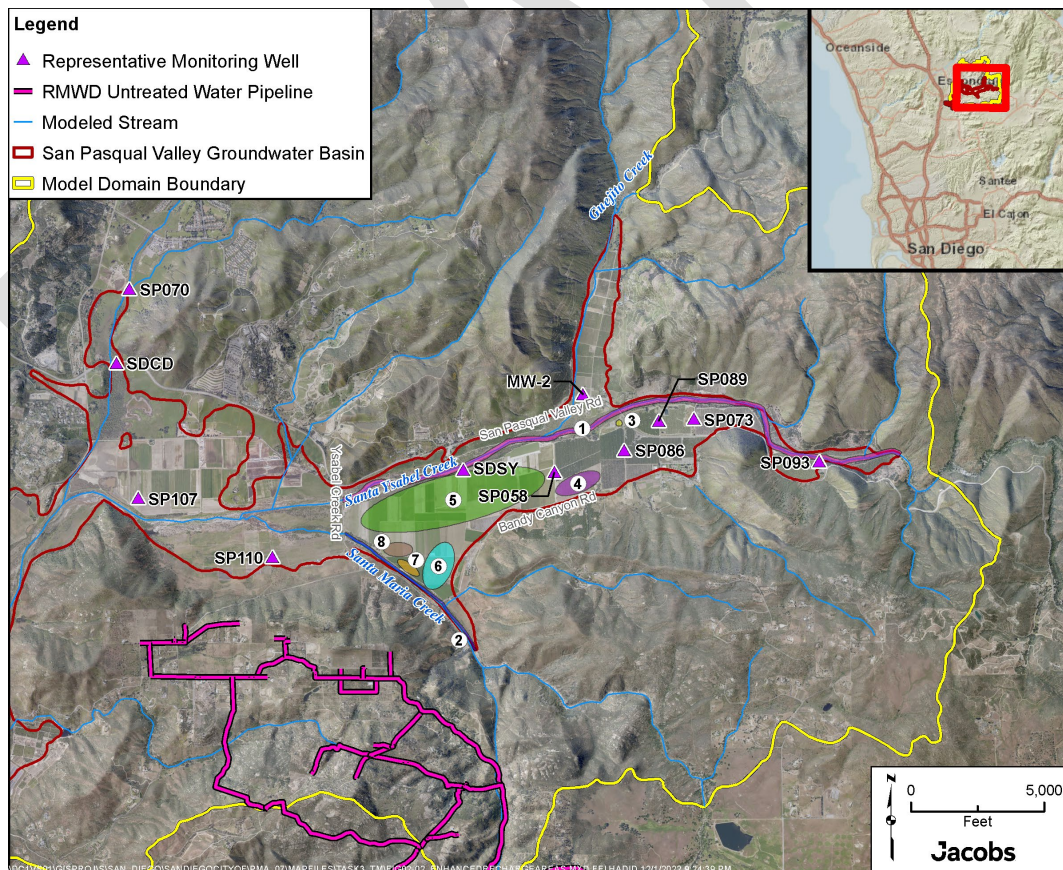 Legend
Representative Monitoring Well
RMWD Untreated Water Pipeline
Modeled Stream
San Pasqual Valley Groundwater Basin
Model Domain Boundary
Oceanside
Santee
El Cajon
San Diego
Guejito Creek
SP070
SDCD
MW-2
SP089
San Pasqual Valley Rd
1
3
SP073
SP086
SP093
Santa Ysabel Creek
SDSY
SP058
4
5
Bandy Canyon Rd
Ysabel Creek Rd
SP107
SP110
8
7
6
Santa Maria Creek
2
N
0 5,000
Feet
Jacobs